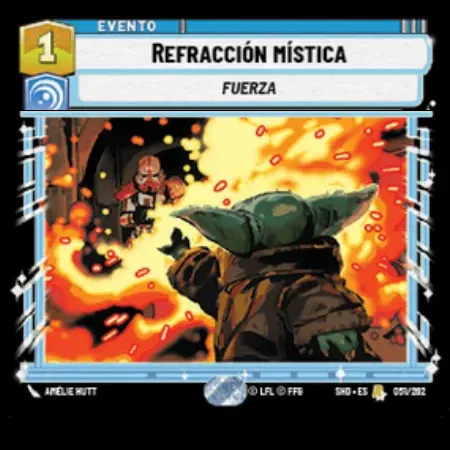 EVENTO
1
REFRACCIÓN MÍSTICA
FUERZA
AMÉLIE HUTT
© LFL © FFG
SHD • ES
051/262